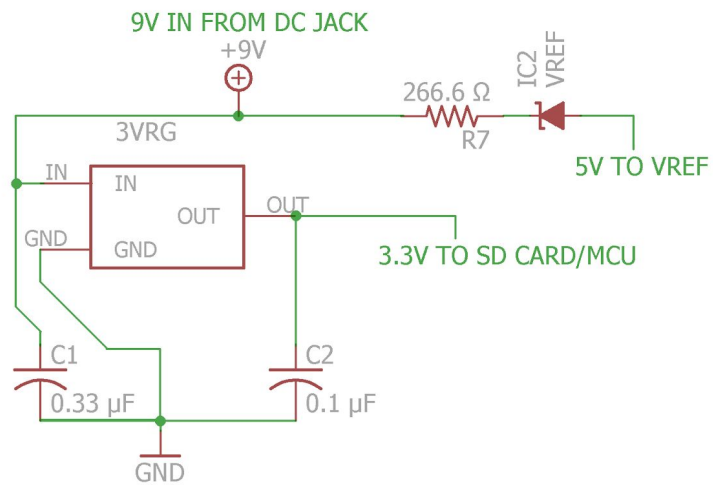 9V IN FROM DC JACK
+9V
IC2
VREF
266.6 Ω
R7
3VRG
5V TO VREF
IN
IN
OUT
OUT
GND
GND
3.3V TO SD CARD/MCU
C1
0.33 µF
C2
0.1 µF
GND